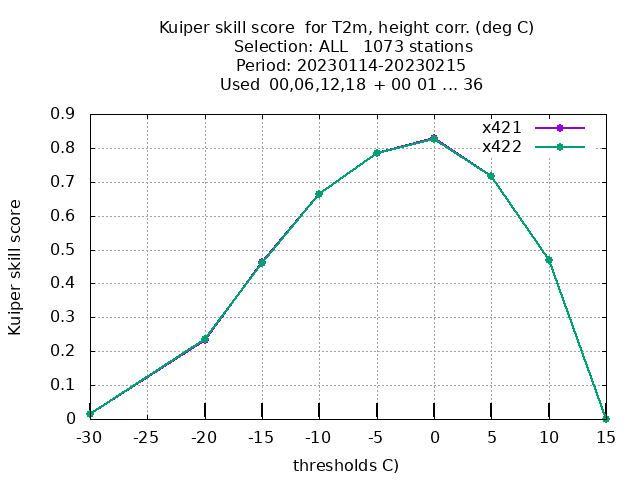 Kuiper skill score  for T2m, height corr. (deg C)
Selection: ALL   1073 stations
Period: 20230114-20230215
Used  00,06,12,18  + 00 01 ... 36
x421
x422
0.9
0.8
0.7
0.6
0.5
0.4
0.3
0.2
0.1
0
Kuiper skill score
-30 -25 -20 -15 -10 -5 0 5 10 15
thresholds C)